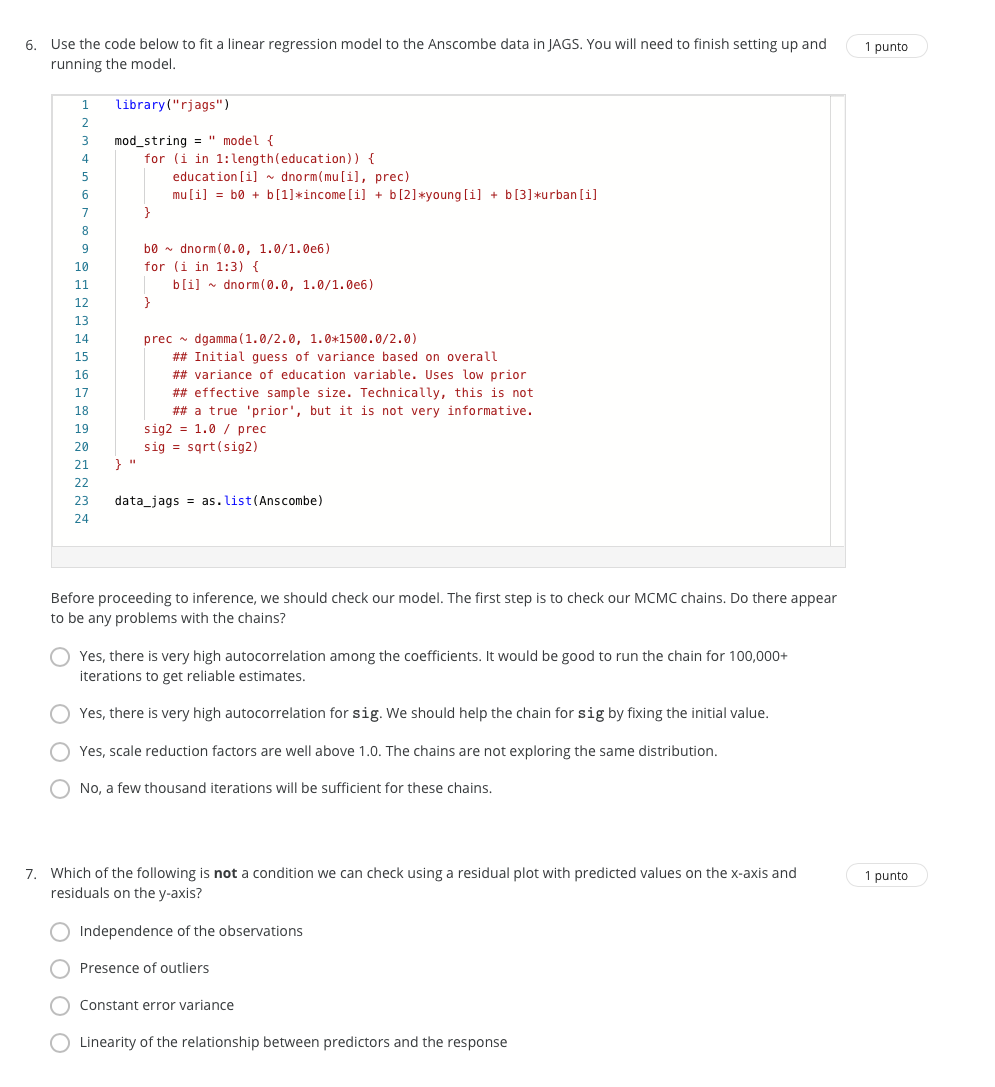 6. Use the code below to fit a linear regression model to the Anscombe data in JAGS. You will need to finish setting up and
running the model.
1 punto
1 library("rjags")
2
3 mod_string = " model {
4 for (i in 1:length(education)) {
5 education[i] ~ dnorm(mu[i], prec)
6 mu[i] = b0 + b[1]*income[i] + b[2]*young[i] + b[3]*urban[i]
7 }
8
9 b0 ~ dnorm(0.0, 1.0/1.0e6)
10 for (i in 1:3) {
11 b[i] ~ dnorm(0.0, 1.0/1.0e6)
12 }
13
14 prec ~ dgamma(1.0/2.0, 1.0*1500.0/2.0)
15 ## Initial guess of variance based on overall
16 ## variance of education variable. Uses low prior
17 ## effective sample size. Technically, this is not
18 ## a true 'prior', but it is not very informative.
19 sig2 = 1.0 / prec
20 sig = sqrt(sig2)
21 } "
22
23 data_jags = as.list(Anscombe)
24
Before proceeding to inference, we should check our model. The first step is to check our MCMC chains. Do there appear
to be any problems with the chains?
Yes, there is very high autocorrelation among the coefficients. It would be good to run the chain for 100,000+
iterations to get reliable estimates.
Yes, there is very high autocorrelation for sig. We should help the chain for sig by fixing the initial value.
Yes, scale reduction factors are well above 1.0. The chains are not exploring the same distribution.
No, a few thousand iterations will be sufficient for these chains.
7. Which of the following is not a condition we can check using a residual plot with predicted values on the x-axis and
residuals on the y-axis?
1 punto
Independence of the observations
Presence of outliers
Constant error variance
Linearity of the relationship between predictors and the response